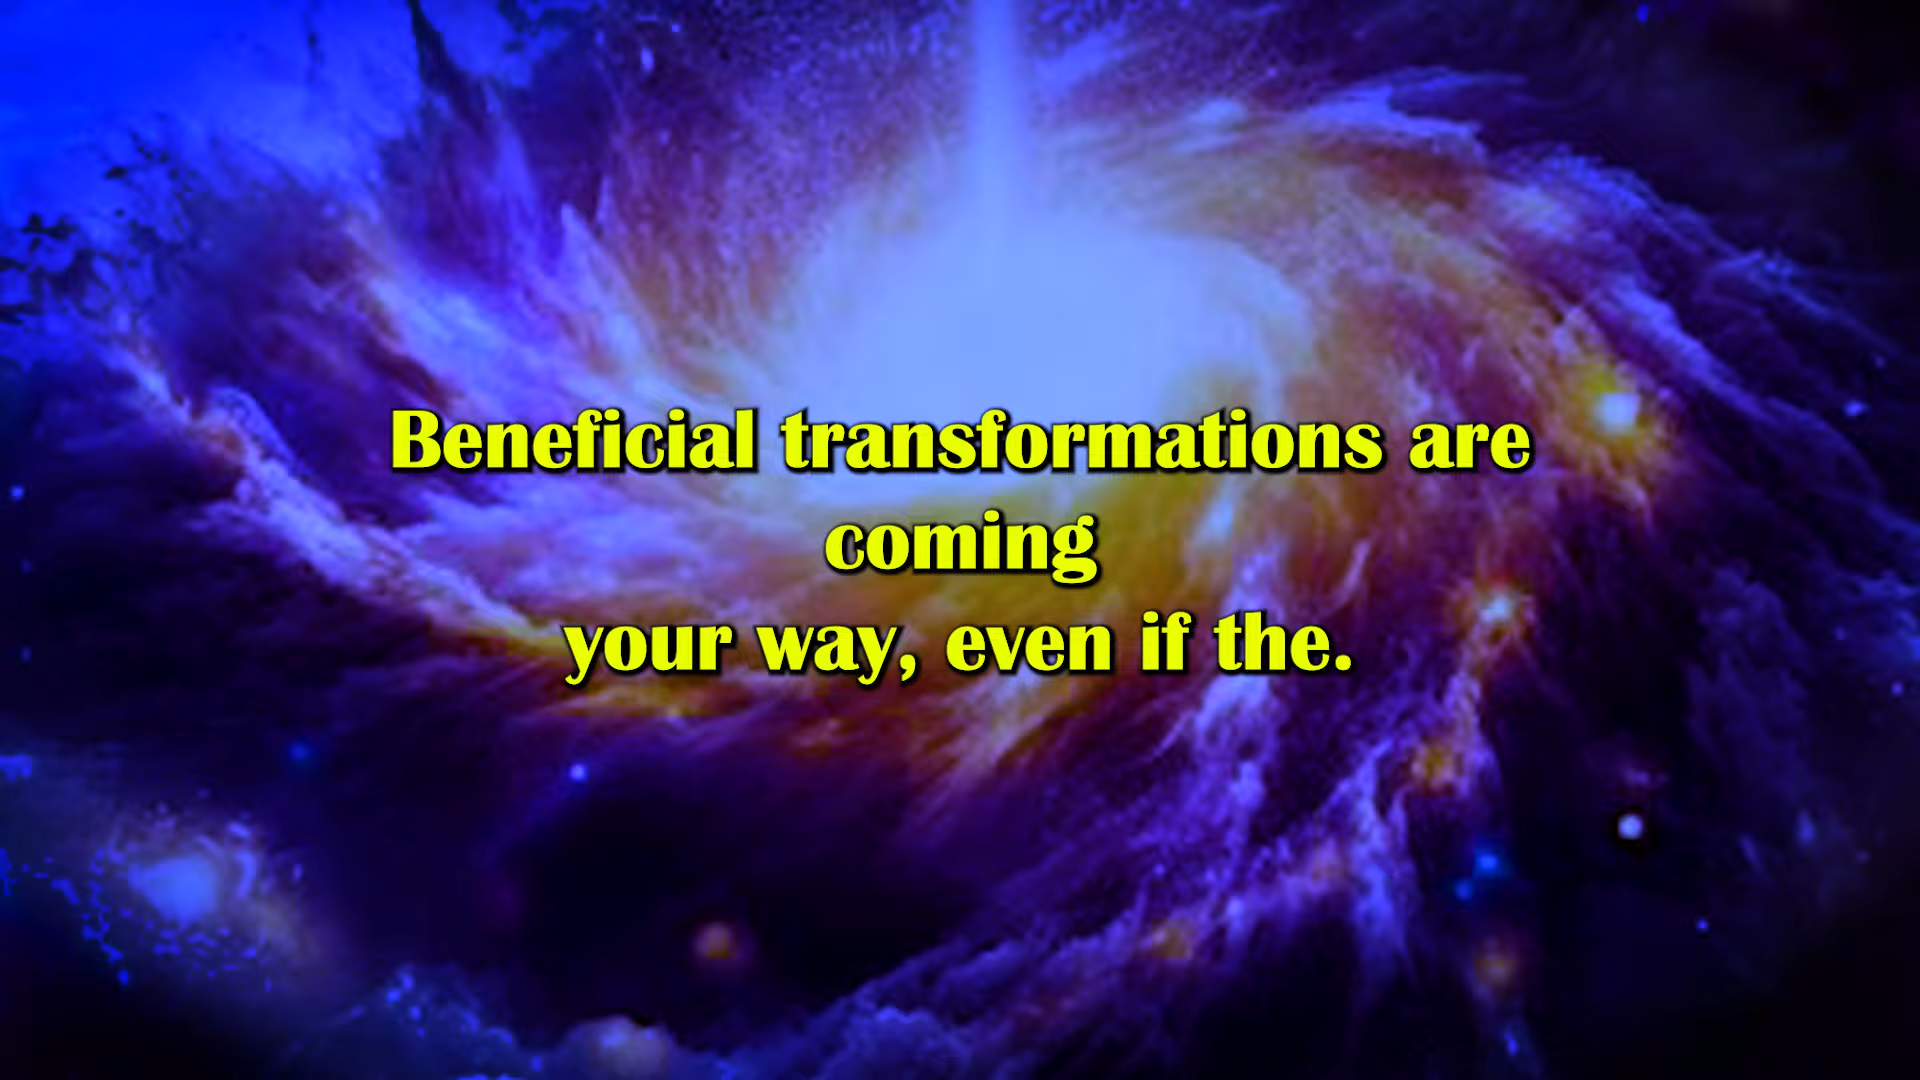 Beneficial transformations are
coming
your way, even if the.